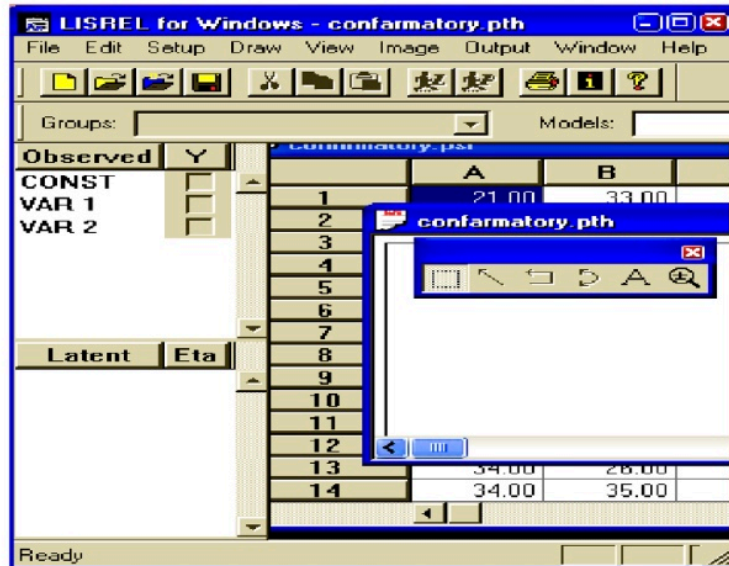 LISREL for Windows - confarmatory.pth
File Edit Setup Draw View Image Output Window Help
Groups: Models:
Observed Y
CONST
VAR 1
VAR 2
Latent Eta
A B
1 21.00 33.00
2
3
4
5
6
7
8
9
10
11
12
13 34.00 26.00
14 34.00 35.00
confarmatory.pth
A
Ready